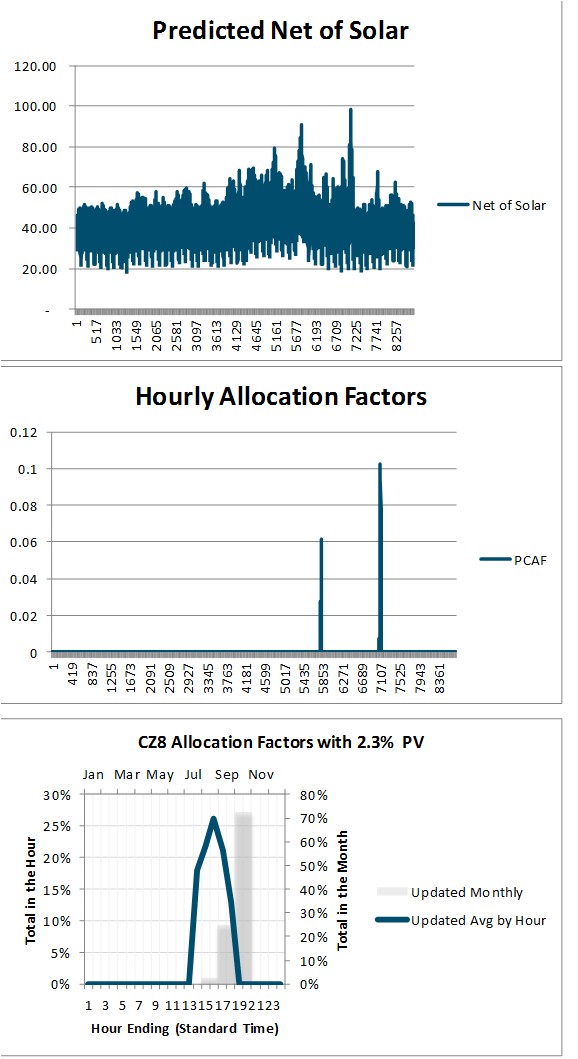 Predicted Net of Solar
120.00
100.00
80.00
60.00
40.00
20.00
-
1 517 1033 1549 2065 2581 3097 3613 4129 4645 5161 5677 6193 6709 7225 7741 8257
Net of Solar
Hourly Allocation Factors
0.12
0.1
0.08
0.06
0.04
0.02
0
1 419 837 1255 1673 2091 2509 2927 3345 3763 4181 4599 5017 5435 5853 6271 6689 7107 7525 7943 8361
PCAF
CZ8 Allocation Factors with 2.3% PV
Jan Mar May Jul Sep Nov
Total in the Hour
30%
25%
20%
15%
10%
5%
0%
80%
70%
60%
50%
40%
30%
20%
10%
0%
Total in the Month
Updated Monthly
Updated Avg by Hour
1 3 5 7 9 11 13 15 17 19 21 23
Hour Ending (Standard Time)